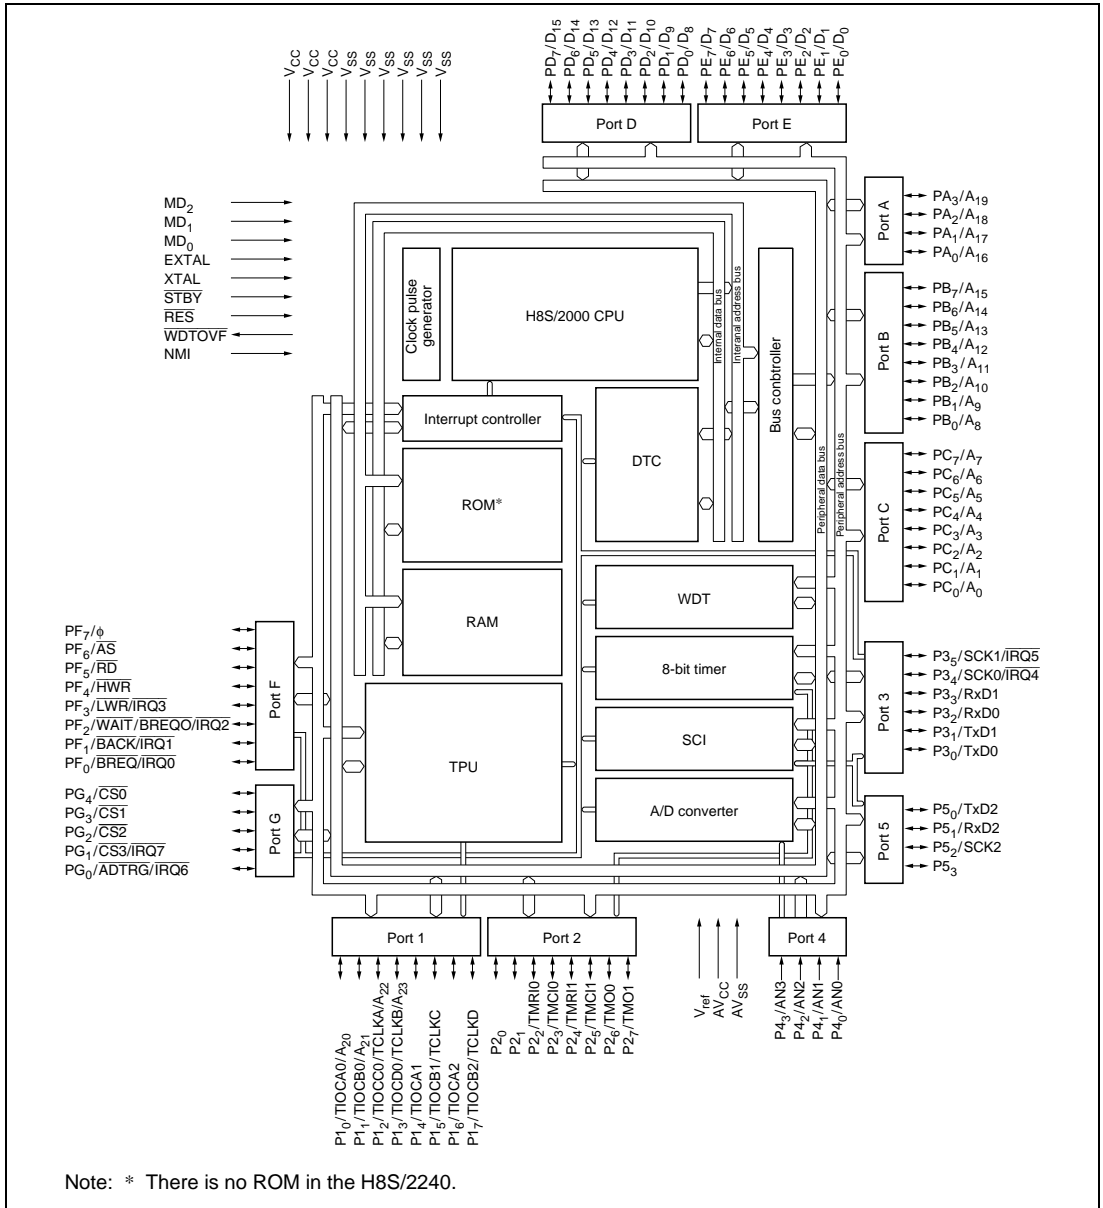 VCC
VCC
VCC
VSS
VSS
VSS
VSS
VSS
VSS
PD7/D15
PD6/D14
PD5/D13
PD4/D12
PD3/D11
PD2/D10
PD1/D9
PD0/D8
PE7/D7
PE6/D6
PE5/D5
PE4/D4
PE3/D3
PE2/D2
PE1/D1
PE0/D0
Port D
Port E
MD2
MD1
MD0
EXTAL
XTAL
STBY
RES
WDTOVF
NMI
Clock pulse
generator
H8S/2000 CPU
Internal data bus
Interanal address bus
Bus conbtroller
Interrupt controller
DTC
ROM*
RAM
TPU
WDT
8-bit timer
SCI
A/D converter
Peripheral data bus
Peripheral address bus
Port A
PA3/A19
PA2/A18
PA1/A17
PA0/A16
Port B
PB7/A15
PB6/A14
PB5/A13
PB4/A12
PB3/A11
PB2/A10
PB1/A9
PB0/A8
Port C
PC7/A7
PC6/A6
PC5/A5
PC4/A4
PC3/A3
PC2/A2
PC1/A1
PC0/A0
PF7/ϕ
PF6/AS
PF5/RD
PF4/HWR
PF3/LWR/IRQ3
PF2/WAIT/BREQO/IRQ2
PF1/BACK/IRQ1
PF0/BREQ/IRQ0
Port F
PG4/CS0
PG3/CS1
PG2/CS2
PG1/CS3/IRQ7
PG0/ADTRG/IRQ6
Port G
Port 3
P35/SCK1/IRQ5
P34/SCK0/IRQ4
P33/RxD1
P32/RxD0
P31/TxD1
P30/TxD0
Port 5
P50/TxD2
P51/RxD2
P52/SCK2
P53
Port 1
Port 2
Port 4
P10/TIOCA0/A20
P11/TIOCB0/A21
P12/TIOCC0/TCLKA/A22
P13/TIOCD0/TCLKB/A23
P14/TIOCA1
P15/TIOCB1/TCLKC
P16/TIOCA2
P17/TIOCB2/TCLKD
P20
P21
P22/TMRI0
P23/TMCI0
P24/TMRI1
P25/TMCI1
P26/TMO0
P27/TMO1
Vref
AVCC
AVSS
P43/AN3
P42/AN2
P41/AN1
P40/AN0
Note: * There is no ROM in the H8S/2240.